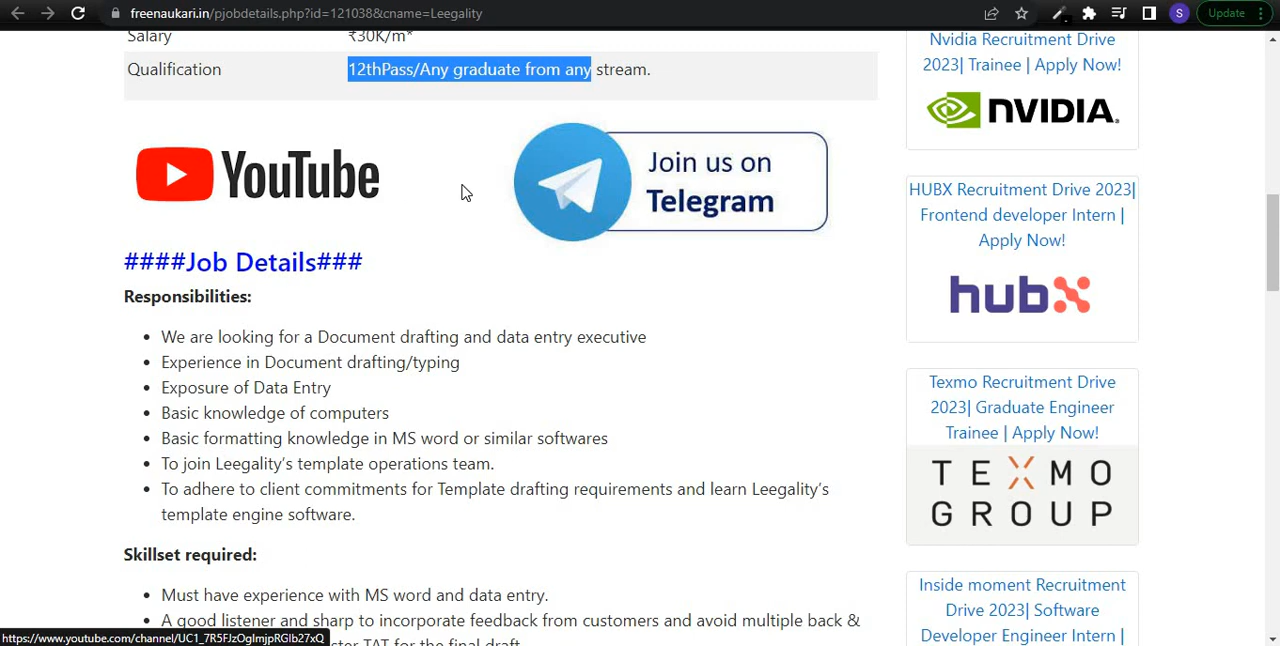 freenaukari.in/pjobdetails.php?id=121038&cname=Leegality
S
Update
Salary
₹30K/m*
Qualification
12thPass/Any graduate from any stream.
YouTube
Join us on
Telegram
####Job Details###
Responsibilities:
We are looking for a Document drafting and data entry executive
Experience in Document drafting/typing
Exposure of Data Entry
Basic knowledge of computers
Basic formatting knowledge in MS word or similar softwares
To join Leegality’s template operations team.
To adhere to client commitments for Template drafting requirements and learn Leegality’s
template engine software.
Skillset required:
Must have experience with MS word and data entry.
A good listener and sharp to incorporate feedback from customers and avoid multiple back &
TAT for the final draft
Nvidia Recruitment Drive
2023| Trainee | Apply Now!
NVIDIA.
HUBX Recruitment Drive 2023|
Frontend developer Intern |
Apply Now!
hubx
Texmo Recruitment Drive
2023| Graduate Engineer
Trainee | Apply Now!
TEXMO
GROUP
Inside moment Recruitment
Drive 2023| Software
Developer Engineer Intern |